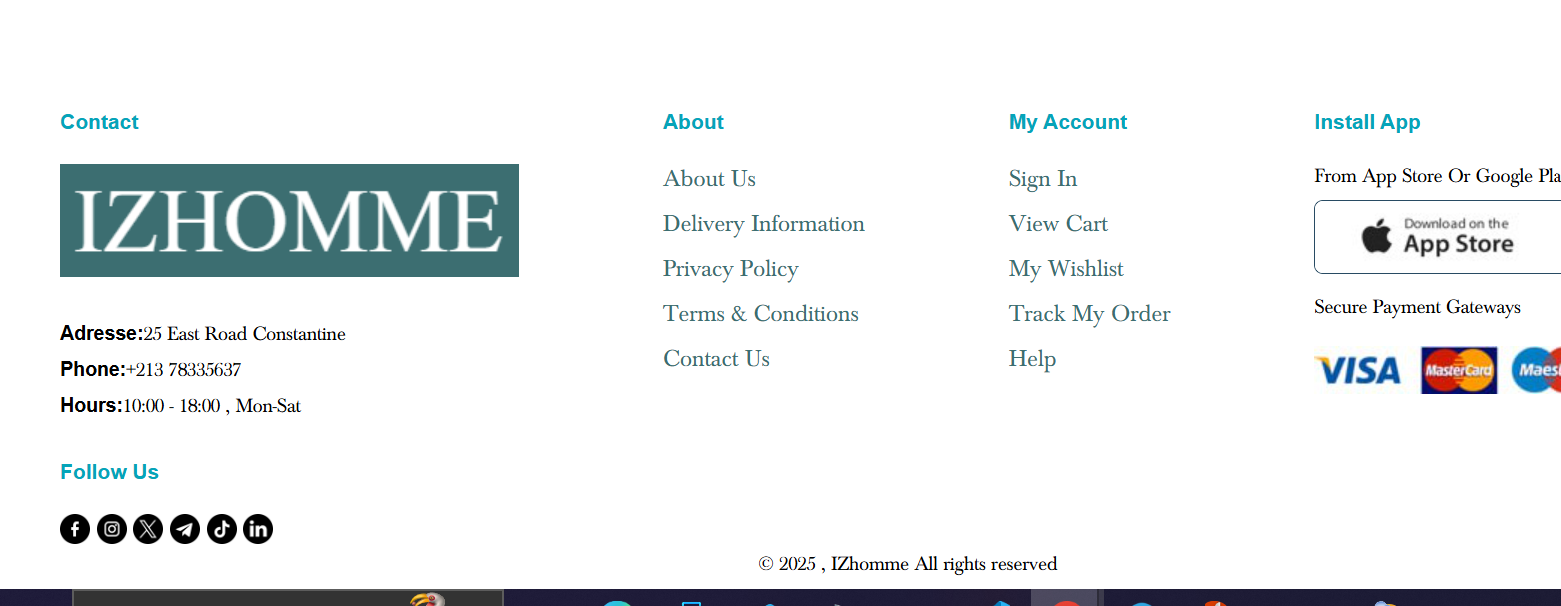 Contact
IZHOMME
Adresse:25 East Road Constantine
Phone:+213 78335637
Hours:10:00 - 18:00 , Mon-Sat
Follow Us
About
About Us
Delivery Information
Privacy Policy
Terms & Conditions
Contact Us
My Account
Sign In
View Cart
My Wishlist
Track My Order
Help
Install App
From App Store Or Google Pla
Download on the
App Store
Secure Payment Gateways
VISA
MasterCard
Maes
© 2025 , IZhomme All rights reserved